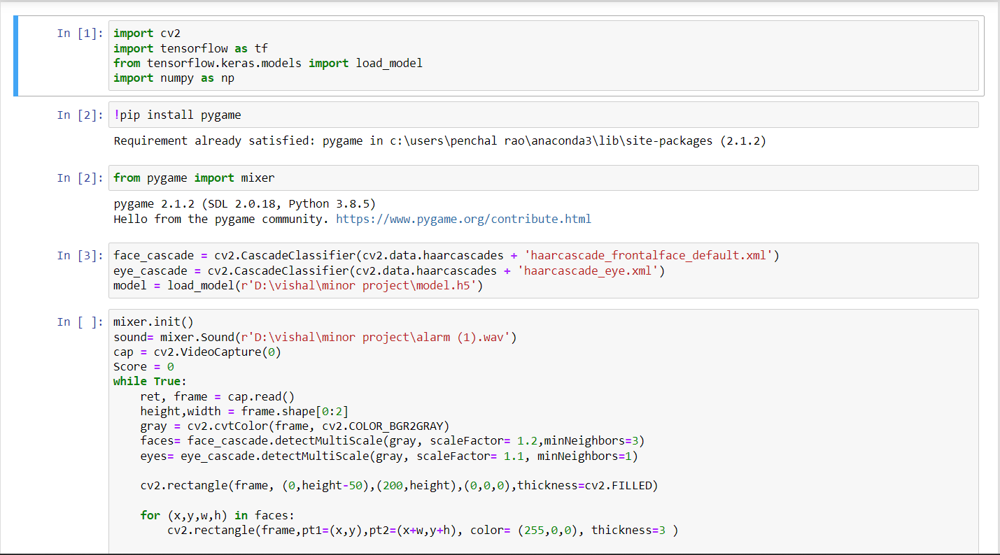 In [1]: import cv2
import tensorflow as tf
from tensorflow.keras.models import load_model
import numpy as np
In [2]: !pip install pygame
Requirement already satisfied: pygame in c:\users\penchal rao\anaconda3\lib\site-packages (2.1.2)
In [2]: from pygame import mixer
pygame 2.1.2 (SDL 2.0.18, Python 3.8.5)
Hello from the pygame community. https://www.pygame.org/contribute.html
In [3]: face_cascade = cv2.CascadeClassifier(cv2.data.haarcascades + 'haarcascade_frontalface_default.xml')
eye_cascade = cv2.CascadeClassifier(cv2.data.haarcascades + 'haarcascade_eye.xml')
model = load_model(r'D:\vishal\minor project\model.h5')
In [ ]: mixer.init()
sound= mixer.Sound(r'D:\vishal\minor project\alarm (1).wav')
cap = cv2.VideoCapture(0)
Score = 0
while True:
    ret, frame = cap.read()
    height,width = frame.shape[0:2]
    gray = cv2.cvtColor(frame, cv2.COLOR_BGR2GRAY)
    faces= face_cascade.detectMultiScale(gray, scaleFactor= 1.2,minNeighbors=3)
    eyes= eye_cascade.detectMultiScale(gray, scaleFactor= 1.1, minNeighbors=1)
    cv2.rectangle(frame, (0,height-50),(200,height),(0,0,0),thickness=cv2.FILLED)
    for (x,y,w,h) in faces:
        cv2.rectangle(frame,pt1=(x,y),pt2=(x+w,y+h), color= (255,0,0), thickness=3 )